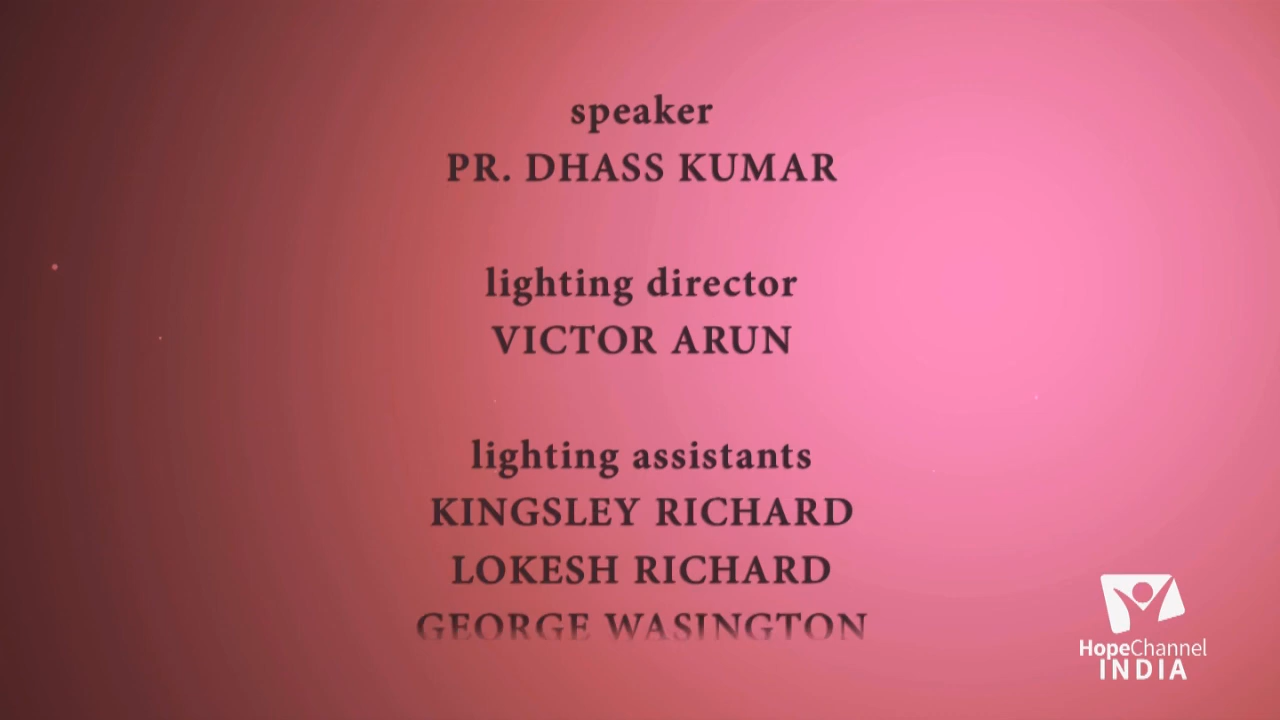 speaker
PR. DHASS KUMAR
lighting director
VICTOR ARUN
lighting assistants
KINGSLEY RICHARD
LOKESH RICHARD
GEORGE WASINGTON
HopeChannel
INDIA